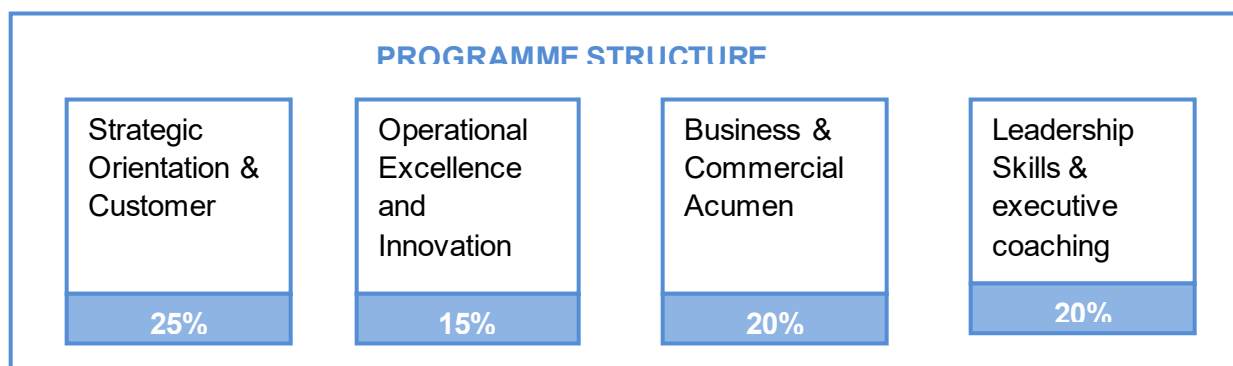 PROGRAMME STRUCTURE
Strategic
Orientation &
Customer
25%
Operational
Excellence
and
Innovation
15%
Business &
Commercial
Acumen
20%
Leadership
Skills &
executive
coaching
20%